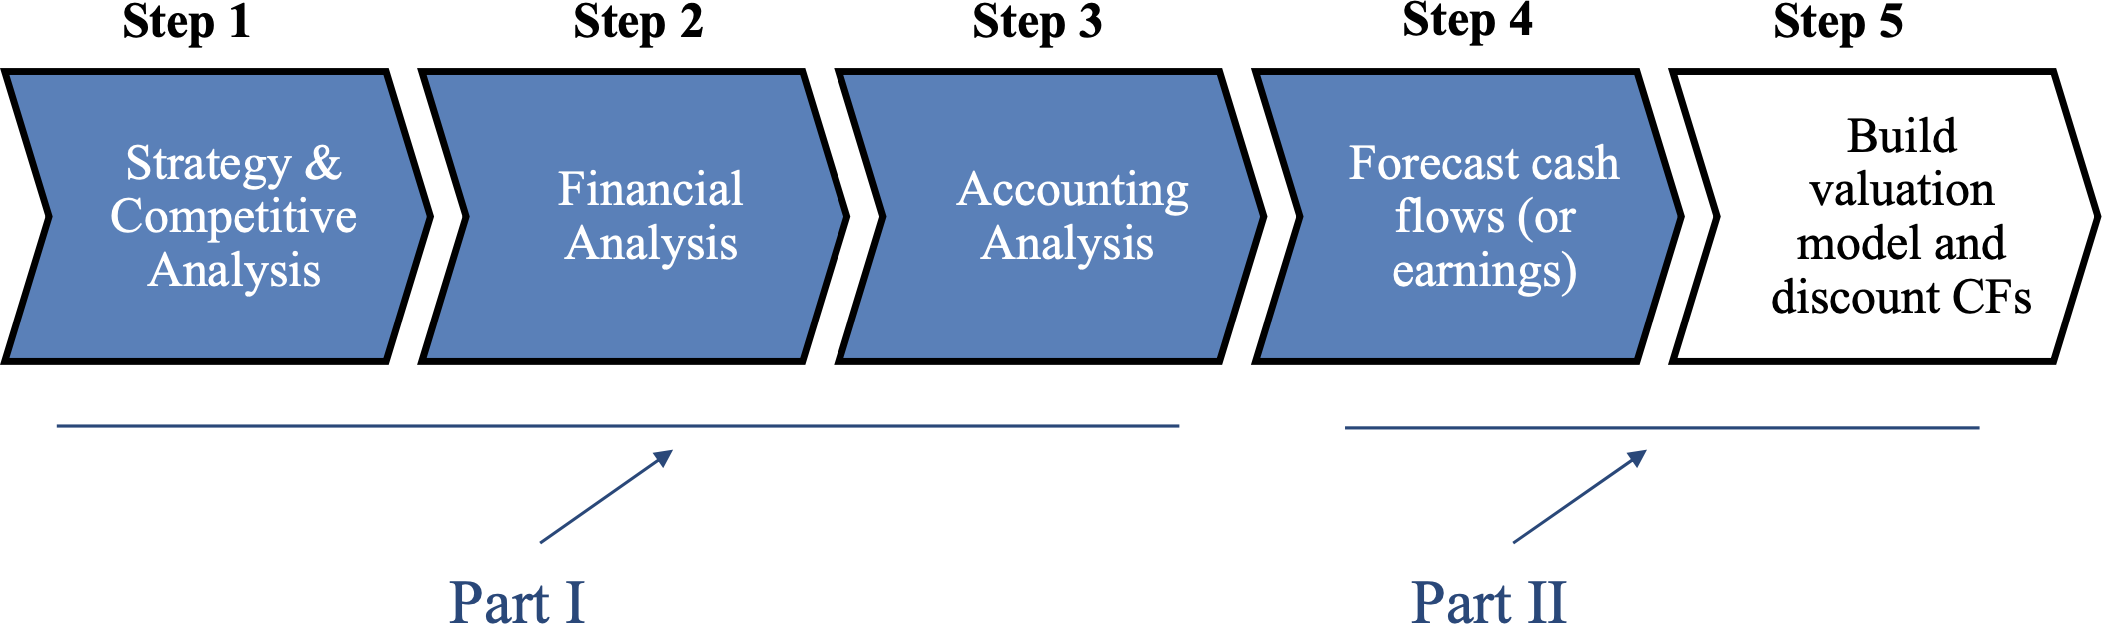 Step 1
Step 2
Step 3
Step 4
Step 5
Strategy &
Competitive
Analysis
Financial
Analysis
Accounting
Analysis
Forecast cash
flows (or
earnings)
Build
valuation
model and
discount CFs
Part I
Part II